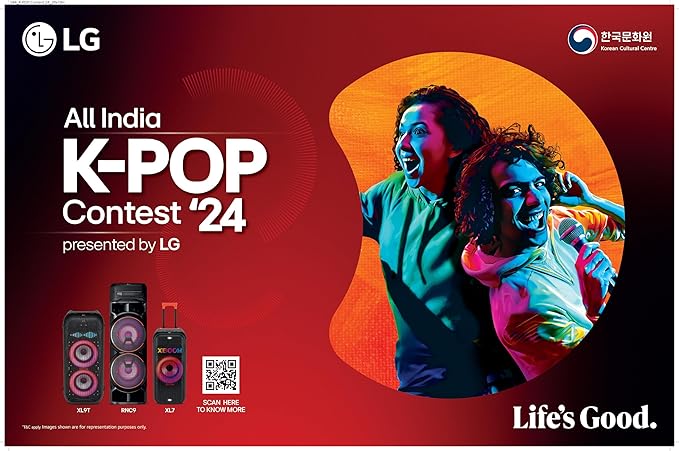 LG
한국문화원
Korean Cultural Centre
All India
K-POP
Contest '24
presented by LG
XBOOM
XL9T
RNC9
XL7
SCAN HERE
TO KNOW MORE
*T&C apply Images shown are for representation purposes only.
Life's Good.